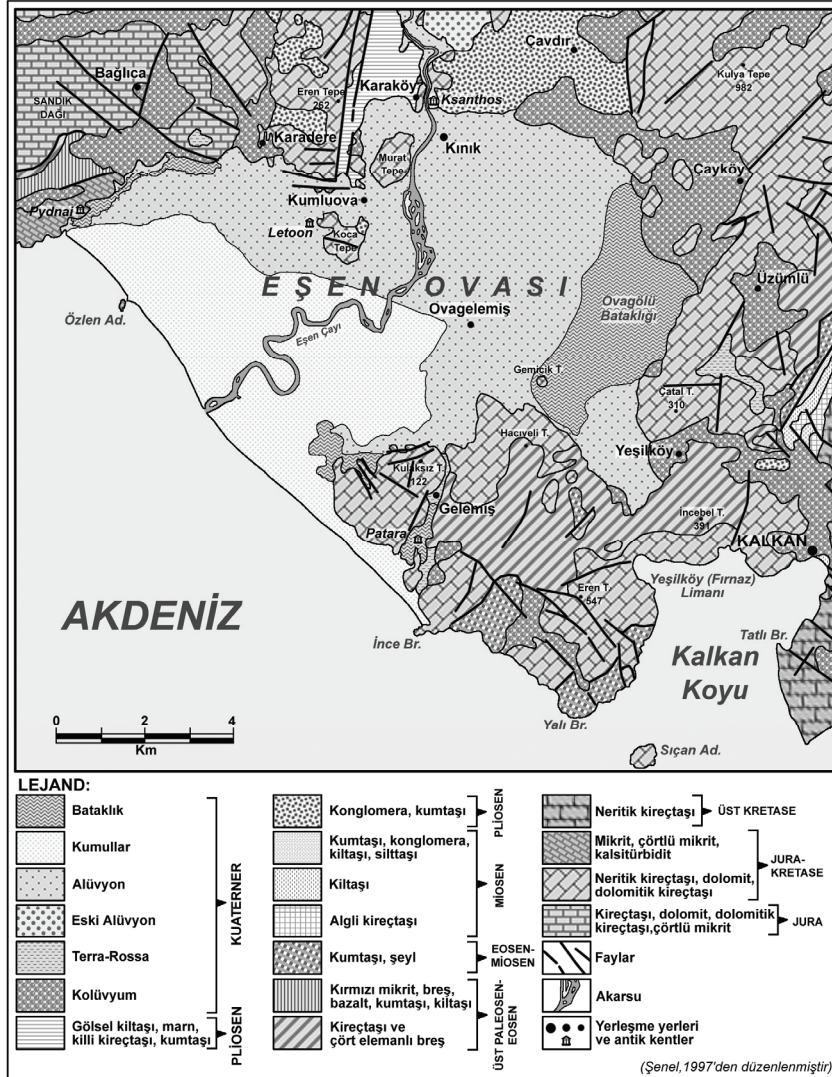 Çavdır
Bağlıca
Eren Tepe
262
Karaköy
Kulya Tepe
982
SANDIK
DAĞI
Ksanthos
Karadere
Kınık
Murat
Tepe
Çayköy
Kumluova
Pydnai
Letoon
Koca
Tepe
EŞEN OVASI
Üzümlü
Özlen Ad.
Ovagelemiş
Ovagölü
Bataklığı
Eşen Çayı
Gemicik T.
Çatal T.
310
Hacıveli T.
Yeşilköy
Kulaksız T.
122
Gelemiş
İncebel T.
391
Patara
KALKAN
Eren T.
547
Yeşilköy (Fırnaz)
Limanı
AKDENİZ
İnce Br.
Tatlı Br.
Kalkan
Koyu
0 2 4
Km
Yalı Br.
Sıçan Ad.
LEJAND:
Bataklık
Kumullar
Alüvyon
Eski Alüvyon
Terra-Rossa
Kolüvyum
KUATERNER
Gölsel kiltaşı, marn,
killi kireçtaşı, kumtaşı
PLİOSEN
Konglomera, kumtaşı
PLİOSEN
Kumtaşı, konglomera,
kiltaşı, silttaşı
Kiltaşı
Algli kireçtaşı
MİOSEN
Kumtaşı, şeyl
EOSEN-
MİOSEN
Kırmızı mikrit, breş,
bazalt, kumtaşı, kiltaşı
Kireçtaşı ve
çört elemanlı breş
ÜST PALEOSEN-
EOSEN
Neritik kireçtaşı
ÜST KRETASE
Mikrit, çörtlü mikrit,
kalsitürbidit
Neritik kireçtaşı, dolomit,
dolomitik kireçtaşı
JURA-
KRETASE
Kireçtaşı, dolomit, dolomitik
kireçtaşı,çörtlü mikrit
JURA
Faylar
Akarsu
Yerleşme yerleri
ve antik kentler
(Şenel,1997'den düzenlenmiştir)